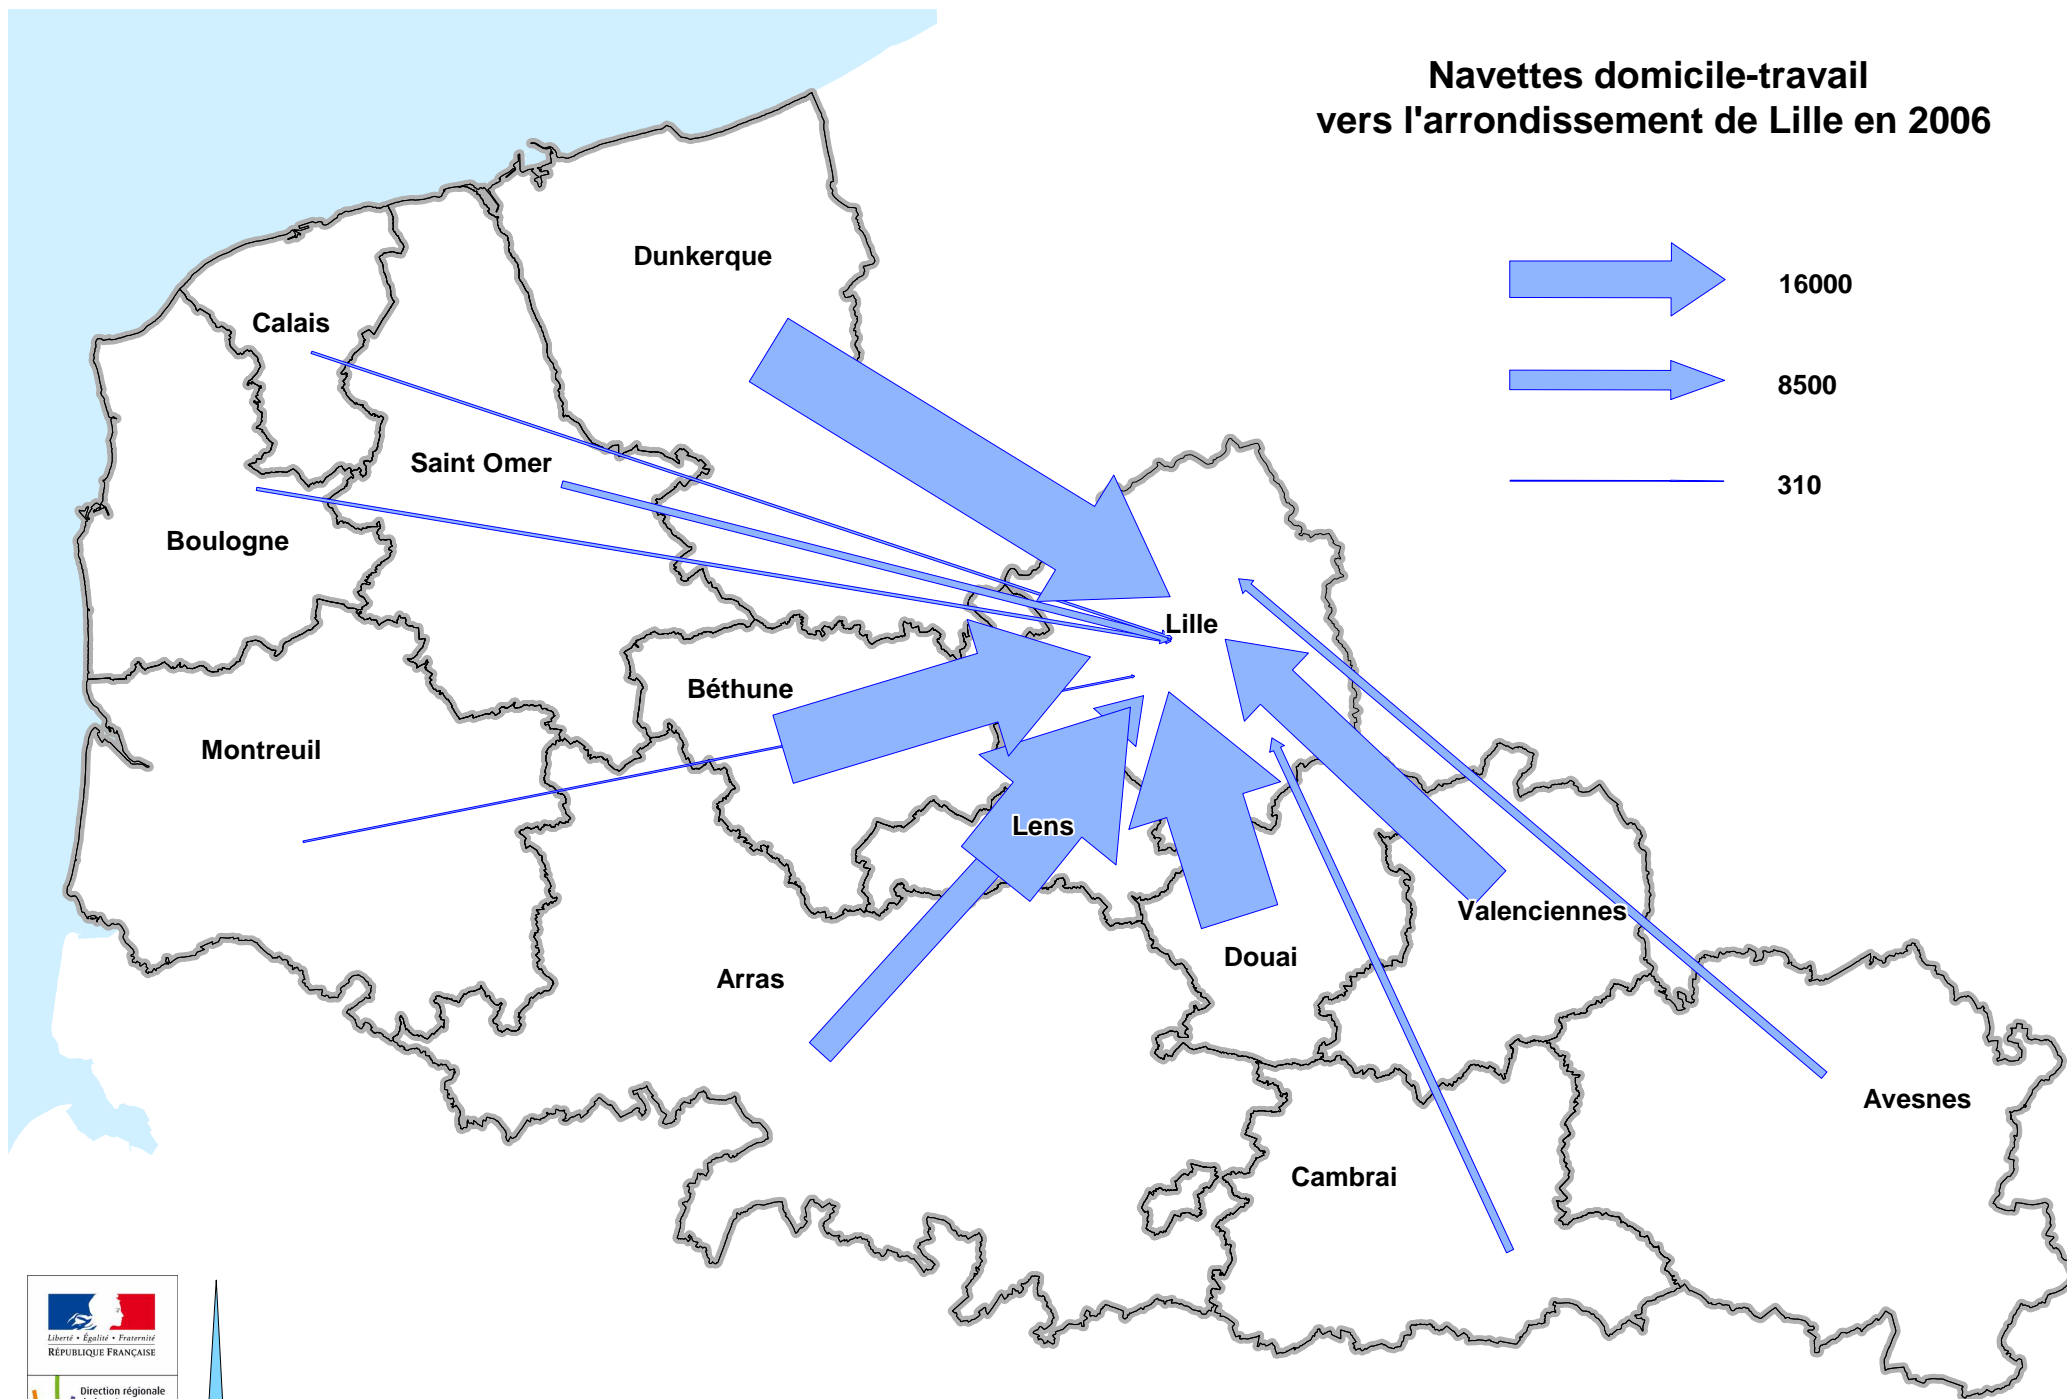 Navettes domicile-travail
vers l'arrondissement de Lille en 2006
16000
8500
310
Dunkerque
Calais
Saint Omer
Boulogne
Lille
Béthune
Montreuil
Lens
Valenciennes
Douai
Arras
Avesnes
Cambrai
Liberté • Égalité • Fraternité
RÉPUBLIQUE FRANÇAISE
Direction régionale